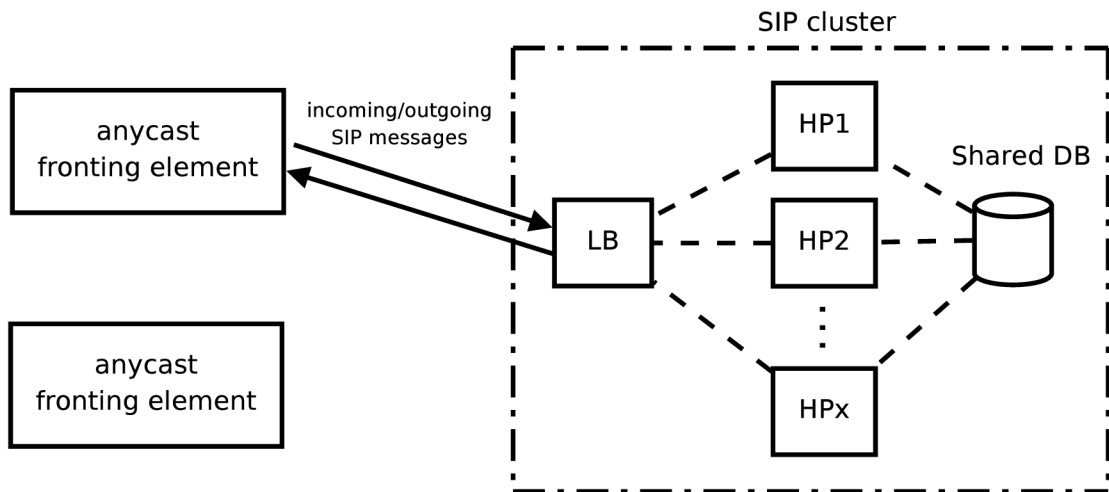 SIP cluster
anycast
fronting element
incoming/outgoing
SIP messages
HP1
Shared DB
LB
HP2
anycast
fronting element
HPx